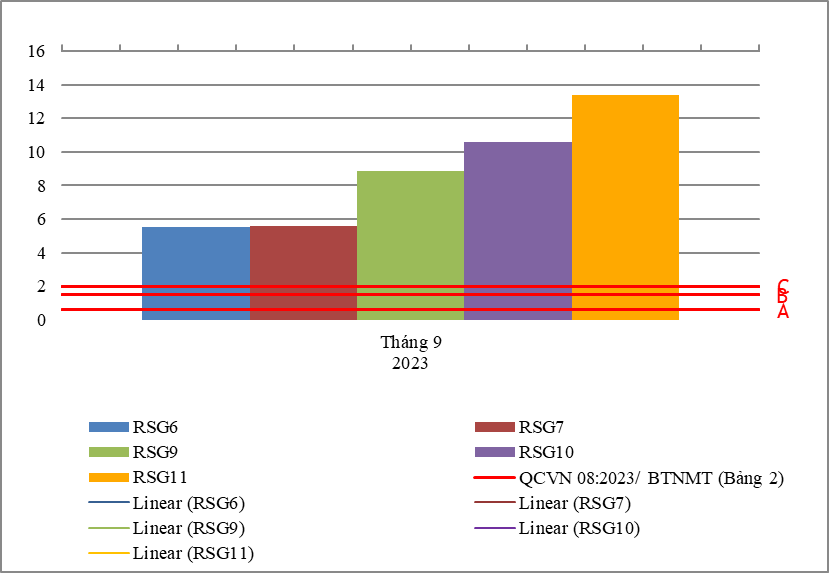 16
14
12
10
8
6
4
2
0
C
B
A
Tháng 9
2023
RSG6
RSG7
RSG9
RSG10
RSG11
QCVN 08:2023/ BTNMT (Bảng 2)
Linear (RSG6)
Linear (RSG7)
Linear (RSG9)
Linear (RSG10)
Linear (RSG11)